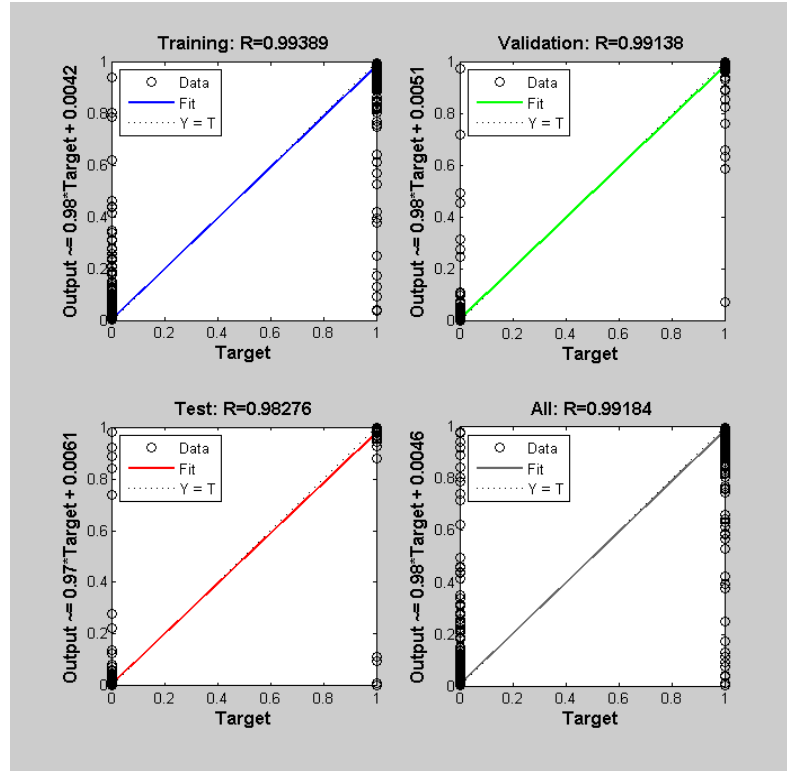 Training: R=0.99389
Output ~= 0.98*Target + 0.0042
1
0.8
0.6
0.4
0.2
0
Data
Fit
Y = T
0 0.2 0.4 0.6 0.8 1
Target
Validation: R=0.99138
Output ~= 0.98*Target + 0.0051
1
0.8
0.6
0.4
0.2
0
Data
Fit
Y = T
0 0.2 0.4 0.6 0.8 1
Target
Test: R=0.98276
Output ~= 0.97*Target + 0.0061
1
0.8
0.6
0.4
0.2
0
Data
Fit
Y = T
0 0.2 0.4 0.6 0.8 1
Target
All: R=0.99184
Output ~= 0.98*Target + 0.0046
1
0.8
0.6
0.4
0.2
0
Data
Fit
Y = T
0 0.2 0.4 0.6 0.8 1
Target